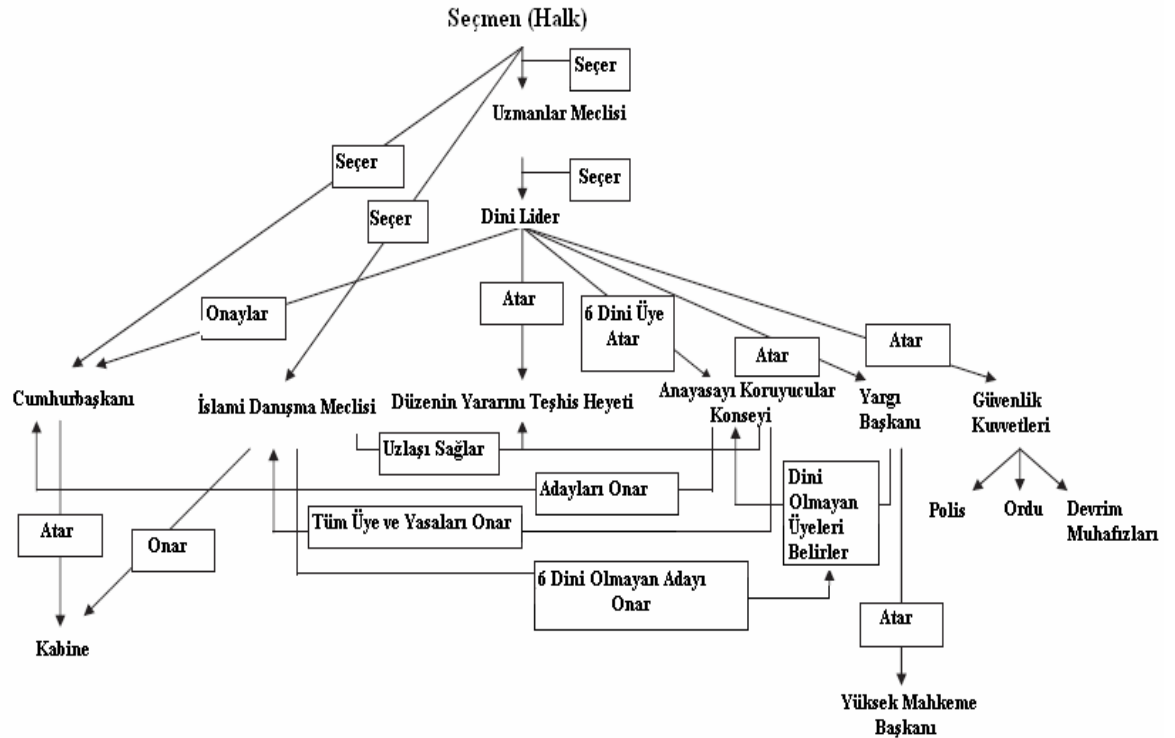 Seçmen (Halk)
Seçer
Uzmanlar Meclisi
Seçer
Seçer
Seçer
Dini Lider
Onaylar
Atar
6 Dini Üye
Atar
Atar
Atar
Cumhurbaşkanı
İslami Danışma Meclisi
Düzenin Yararını Teşhis Heyeti
Anayasayı Koruyucular
Konseyi
Yargı
Başkanı
Güvenlik
Kuvvetleri
Uzlaşı Sağlar
Adayları Onar
Dini
Olmayan
Üyeleri
Belirler
Polis
Ordu
Devrim
Muhafızları
Atar
Onar
Tüm Üye ve Yasaları Onar
6 Dini Olmayan Adayı
Onar
Atar
Kabine
Yüksek Mahkeme
Başkanı